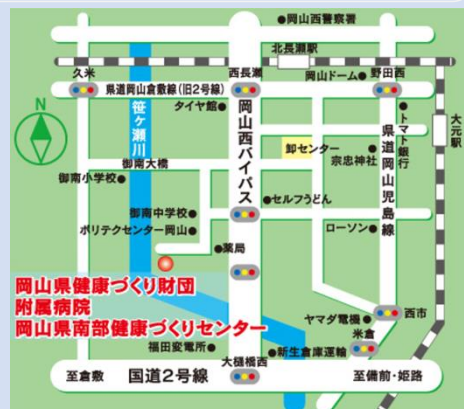 岡山西警察署
北長瀬駅
久米
西長瀬
岡山ドーム
野田西
県道岡山倉敷線(旧2号線)
タイヤ館
N
笹ヶ瀬川
岡山西バイパス
卸センター
宗忠神社
トマト銀行
県道岡山児島線
大元駅
御南大橋
御南小学校
御南中学校
セルフうどん
ポリテクセンター岡山
ローソン
薬局
岡山県健康づくり財団
附属病院
岡山県南部健康づくりセンター
ヤマダ電機
西市
米倉
福田変電所
新生倉庫運輸
大樋橋西
至倉敷
国道2号線
至備前・姫路